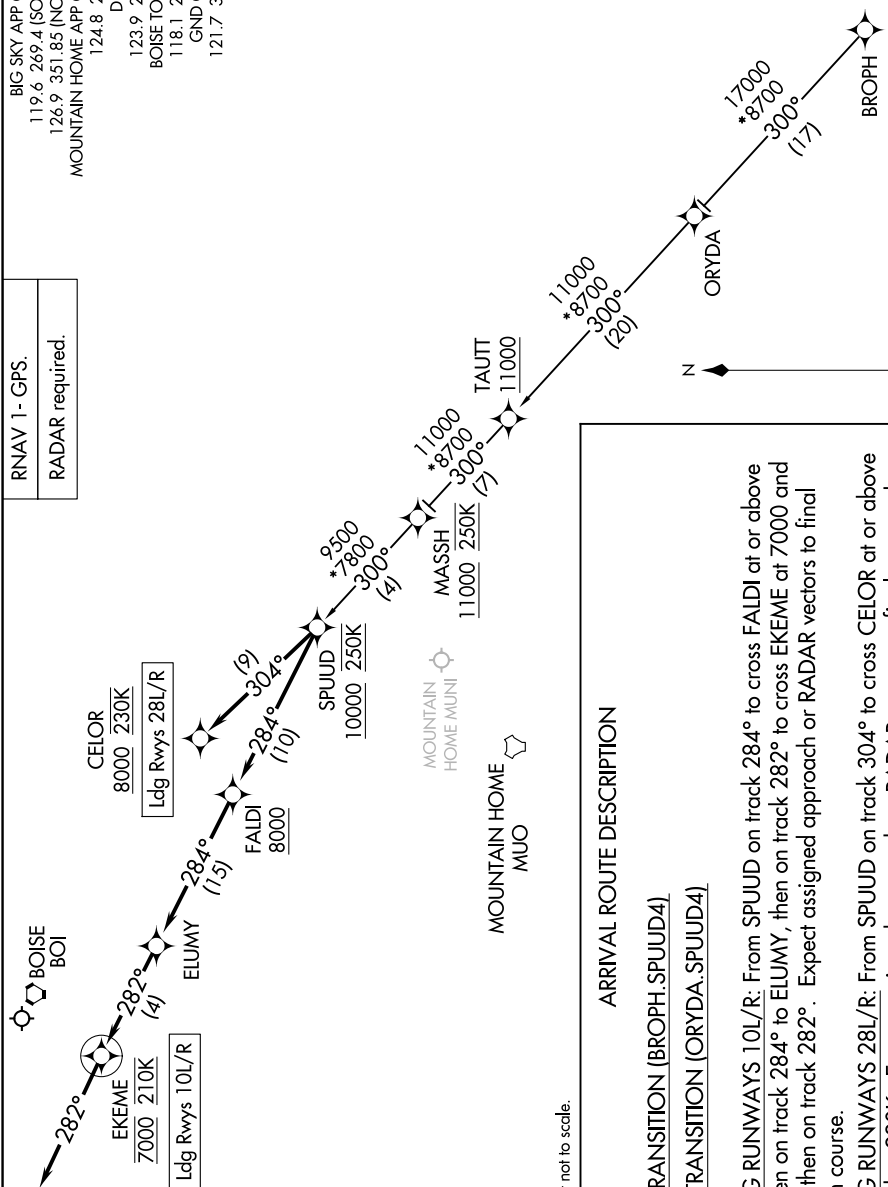 BIG SKY APP
119.6 269.4 (SO
126.9 351.85 (NO
MOUNTAIN HOME APP
124.8
123.9
BOISE TO
118.1
GND
121.7
RNAV 1- GPS.
RADAR required.
BROPH
17000
*8700
300°
(17)
ORYDA
11000
*8700
300°
(20)
N
TAUTT
11000
11000
*8700
300°
(7)
MASSH
11000 250K
9500
*7800
300°
(4)
SPUUD
10000 250K
(9)
304°
CELOR
8000 230K
Ldg Rwys 28L/R
284°
(10)
FALDI
8000
284°
(15)
ELUMY
282°
(4)
EKEME
7000 210K
Ldg Rwys 10L/R
282°
BOISE
BOI
MOUNTAIN
HOME MUNI
MOUNTAIN HOME
MUO
not to scale.
ARRIVAL ROUTE DESCRIPTION
RANSITION (BROPH.SPUUD4)
TRANSITION (ORYDA.SPUUD4)
G RUNWAYS 10L/R: From SPUUD on track 284° to cross FALDI at or above
en on track 284° to ELUMY, then on track 282° to cross EKEME at 7000 and
then on track 282°. Expect assigned approach or RADAR vectors to final
course.
G RUNWAYS 28L/R: From SPUUD on track 304° to cross CELOR at or above